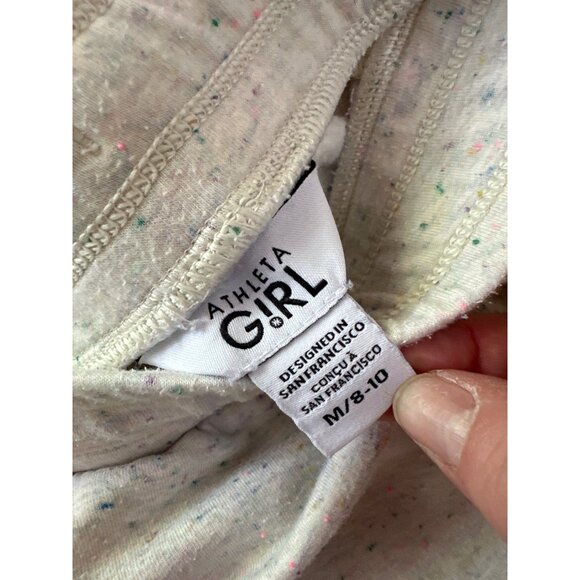 ATHLETA
GiRL
DESIGNED IN
SAN FRANCISCO
CONÇU À
SAN FRANCISCO
M/8-10